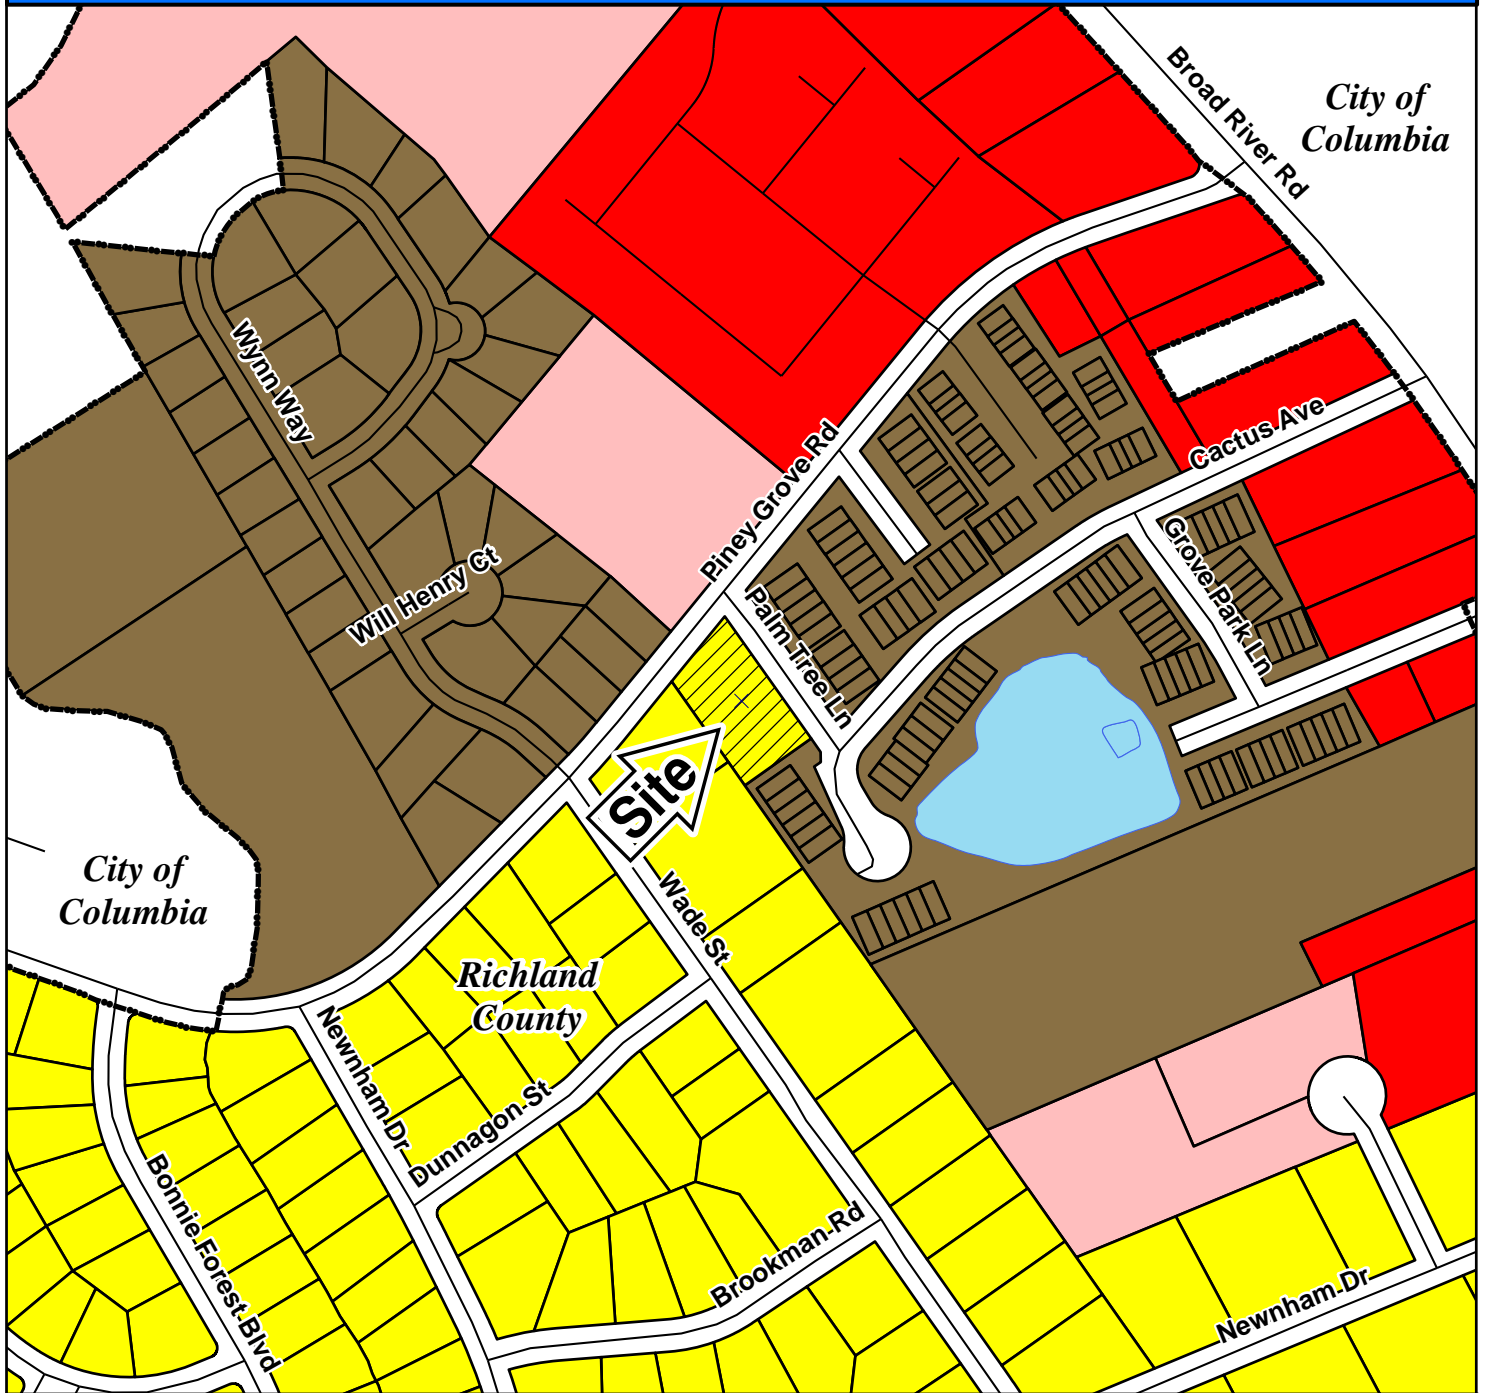 Broad River Rd
City of
Columbia
Wynn Way
Cactus Ave
Piney Grove Rd
Grove Park Ln
Will Henry Ct
Palm Tree Ln
Site
City of
Columbia
Wade St
Richland
County
Newnham Dr
Dunnagon St
Bonnie Forest Blvd
Brookman Rd
Newnham Dr